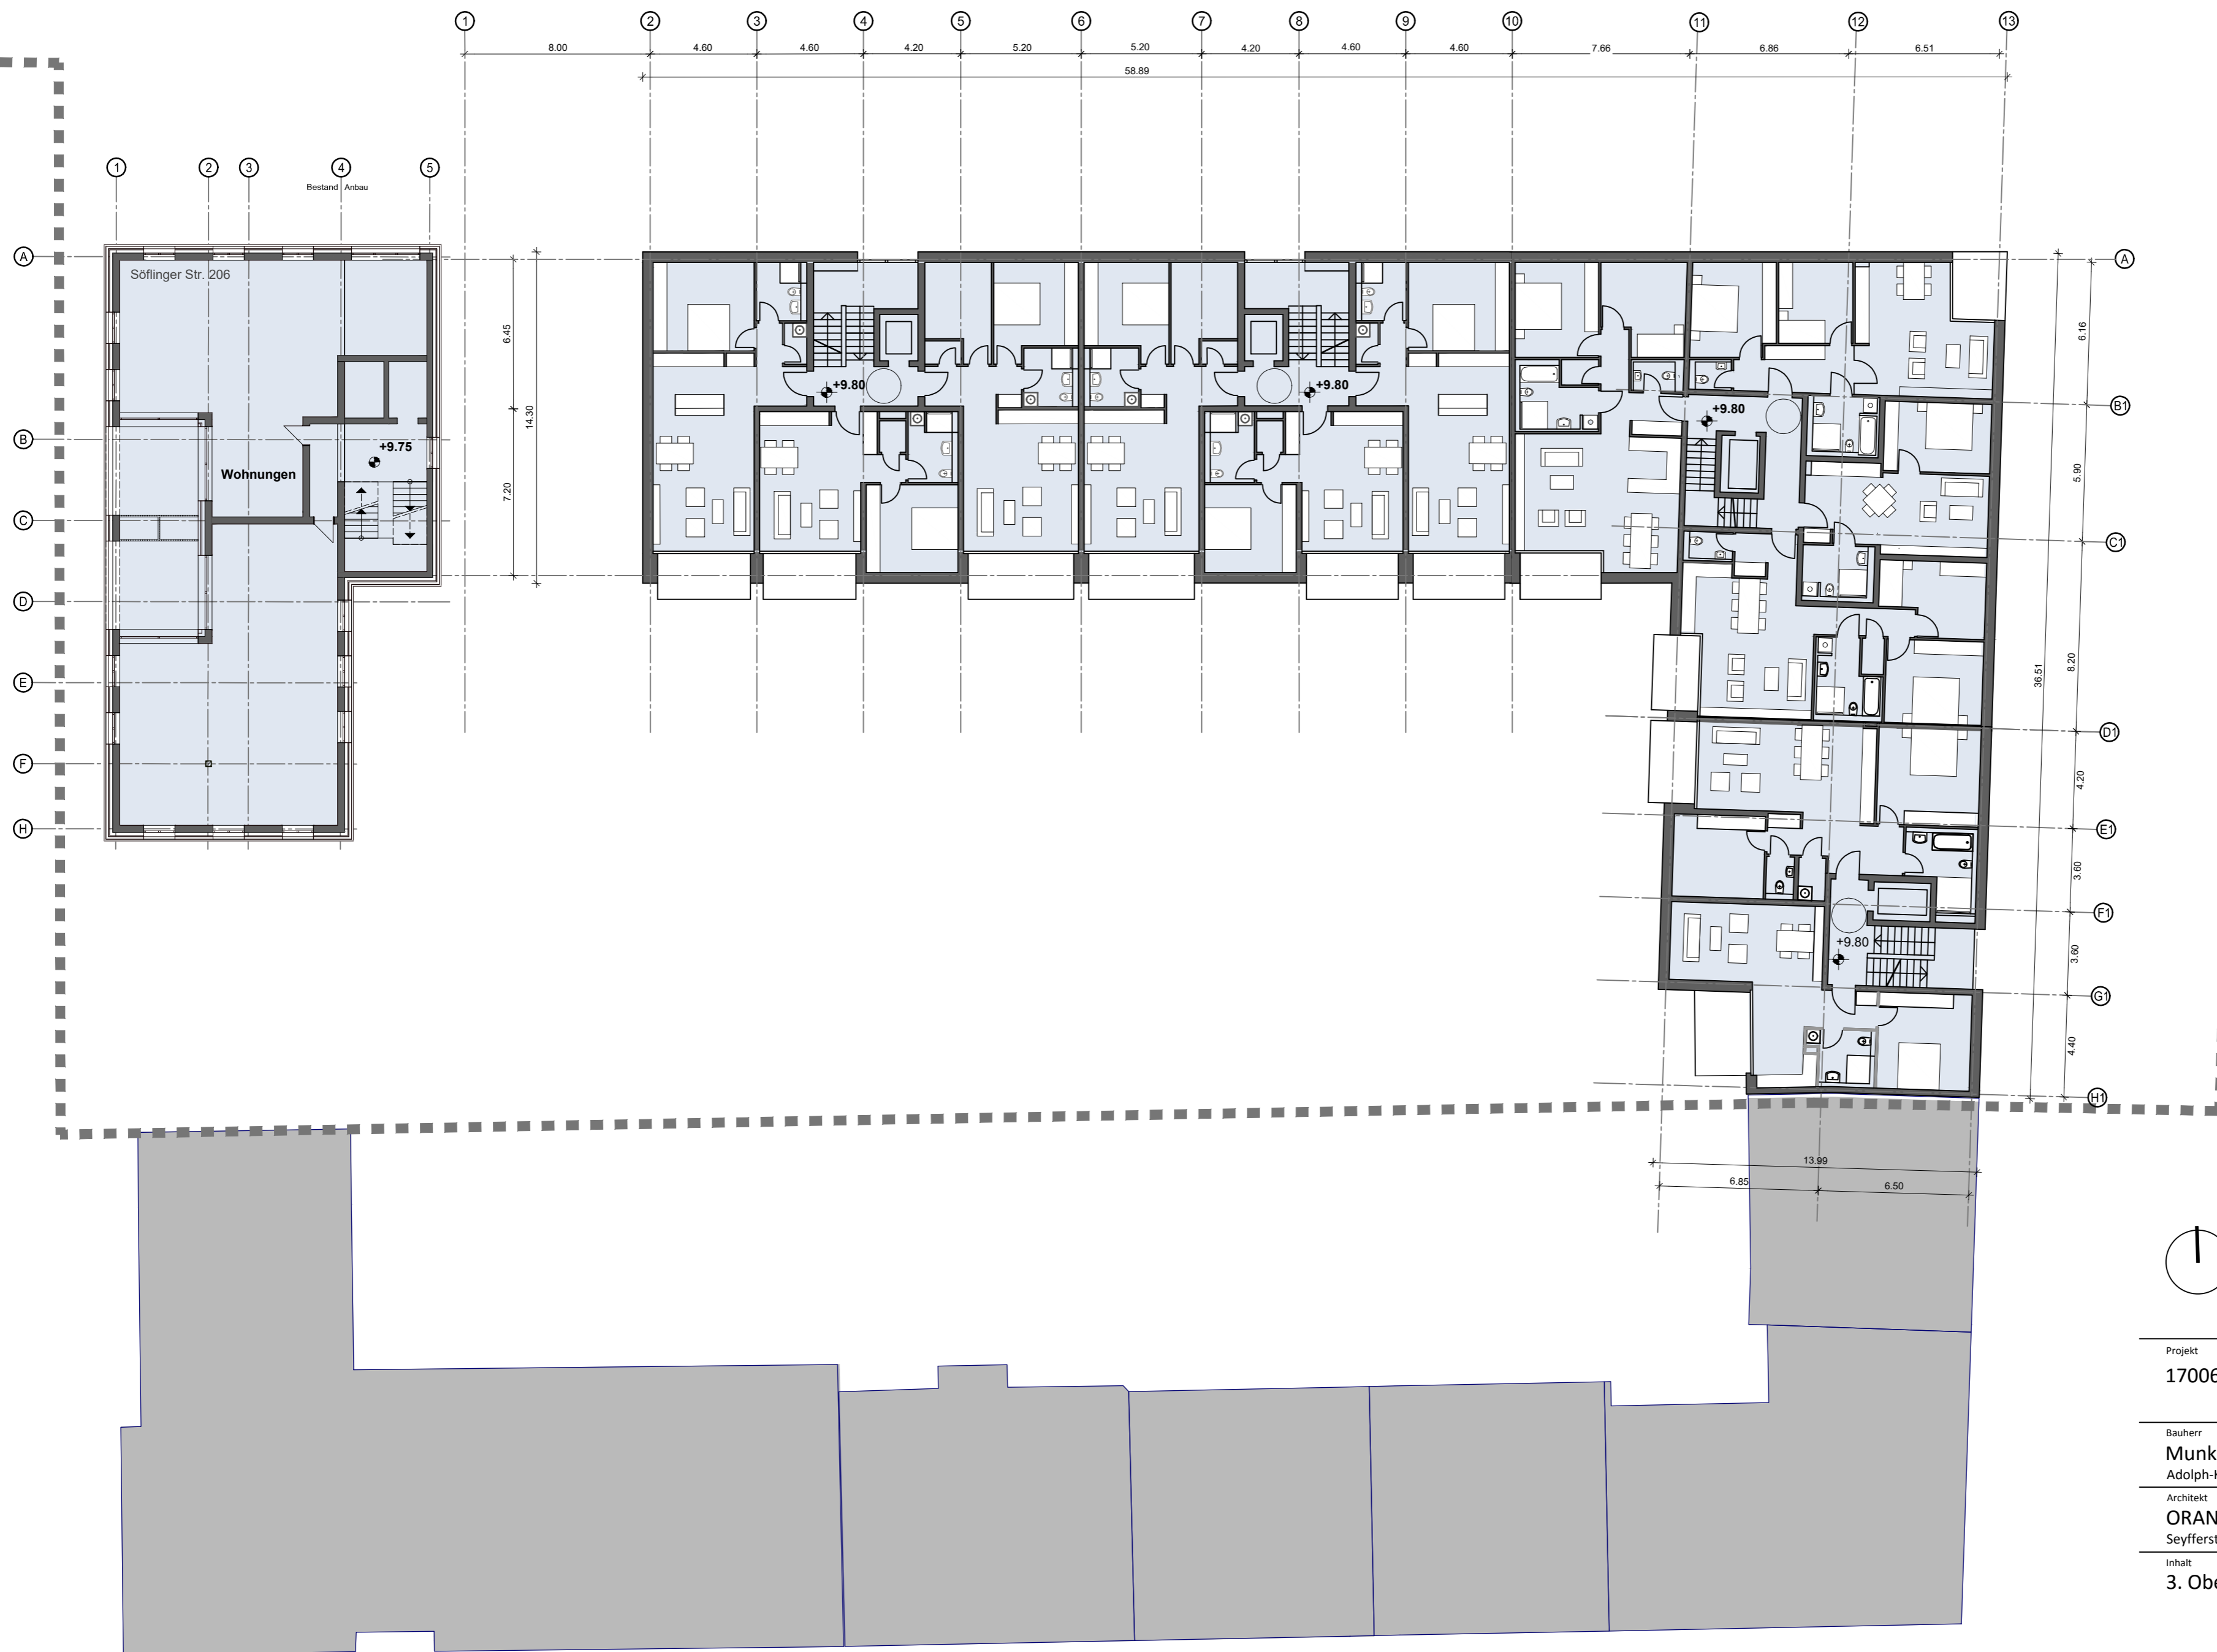 1 2 3 4 5 6 7 8 9 10 11 12 13
8.00 4.60 4.60 4.20 5.20 5.20 4.20 4.60 4.60 7.66 6.86 6.51
58.89
1 2 3 4 5
Bestand Anbau
A
Söflinger Str. 206
B
+9.75
Wohnungen
C
D
E
F
H
6.45
7.20
14.30
+9.80
+9.80
+9.80
+9.80
A
B1
C1
D1
E1
F1
G1
H1
6.16
5.90
8.20
4.20
3.60
3.60
4.40
36.51
13.99
6.85 6.50
Projekt
17006
Bauherr
Munk
Adolph-
Architekt
ORAN
Seyfferst
Inhalt
3. Obe